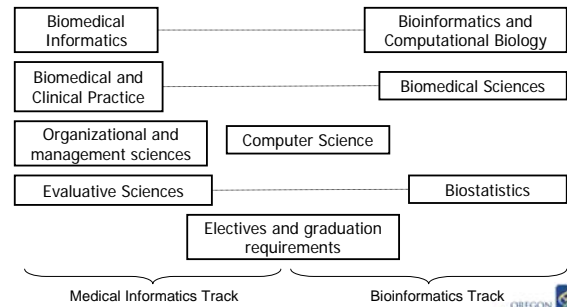 Biomedical
Informatics
Bioinformatics and
Computational Biology
Biomedical and
Clinical Practice
Biomedical Sciences
Organizational and
management sciences
Computer Science
Evaluative Sciences
Biostatistics
Electives and graduation
requirements
Medical Informatics Track
Bioinformatics Track
OREGON